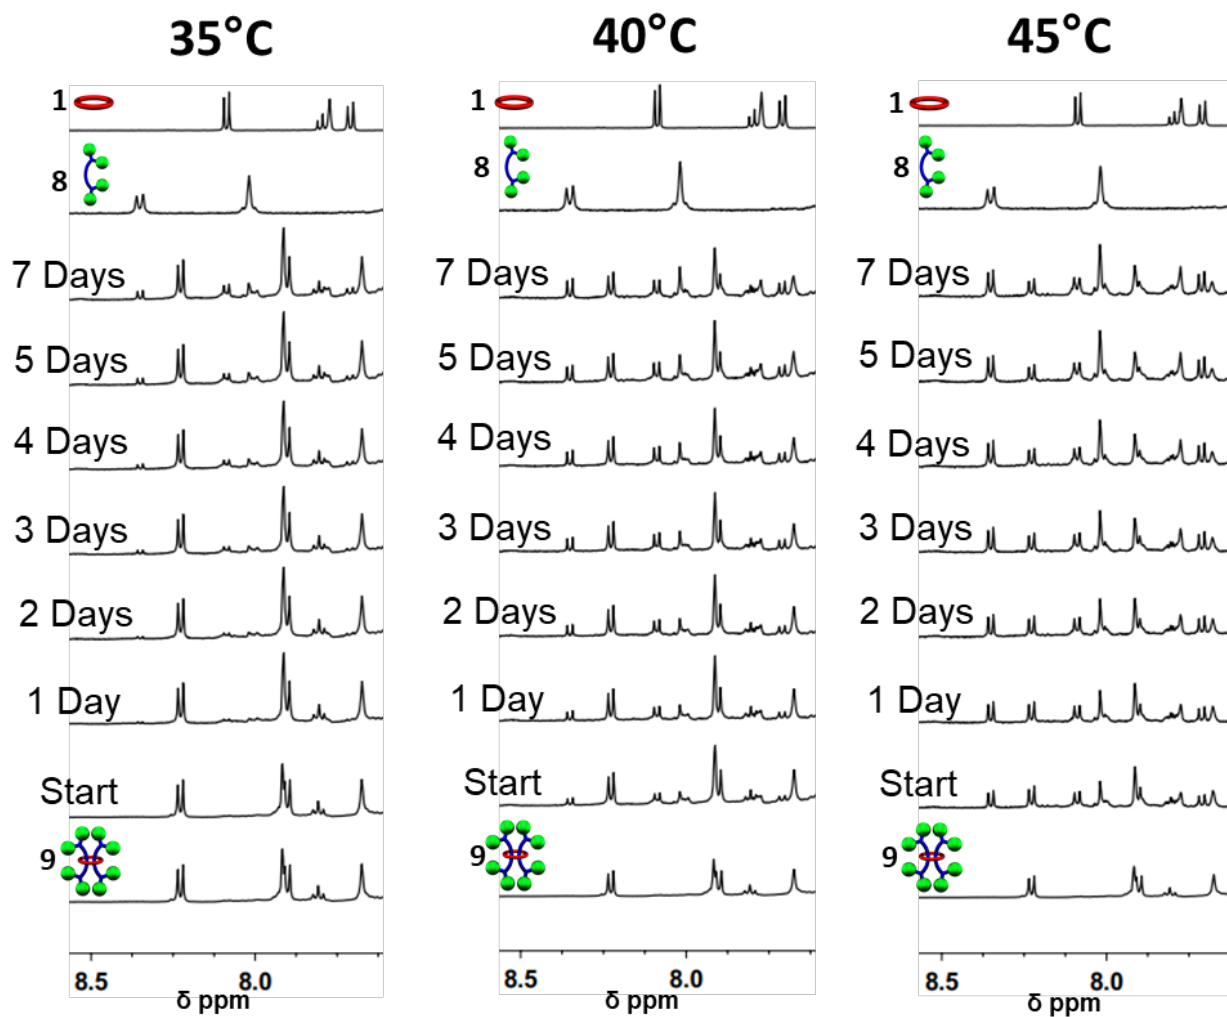 35°C
40°C
45°C
1
1
1
8
8
8
7 Days
7 Days
7 Days
5 Days
5 Days
5 Days
4 Days
4 Days
4 Days
3 Days
3 Days
3 Days
2 Days
2 Days
2 Days
1 Day
1 Day
1 Day
Start
Start
Start
9
9
9
8.5
8.0
8.5
8.0
8.5
8.0
δ ppm
δ ppm
δ ppm